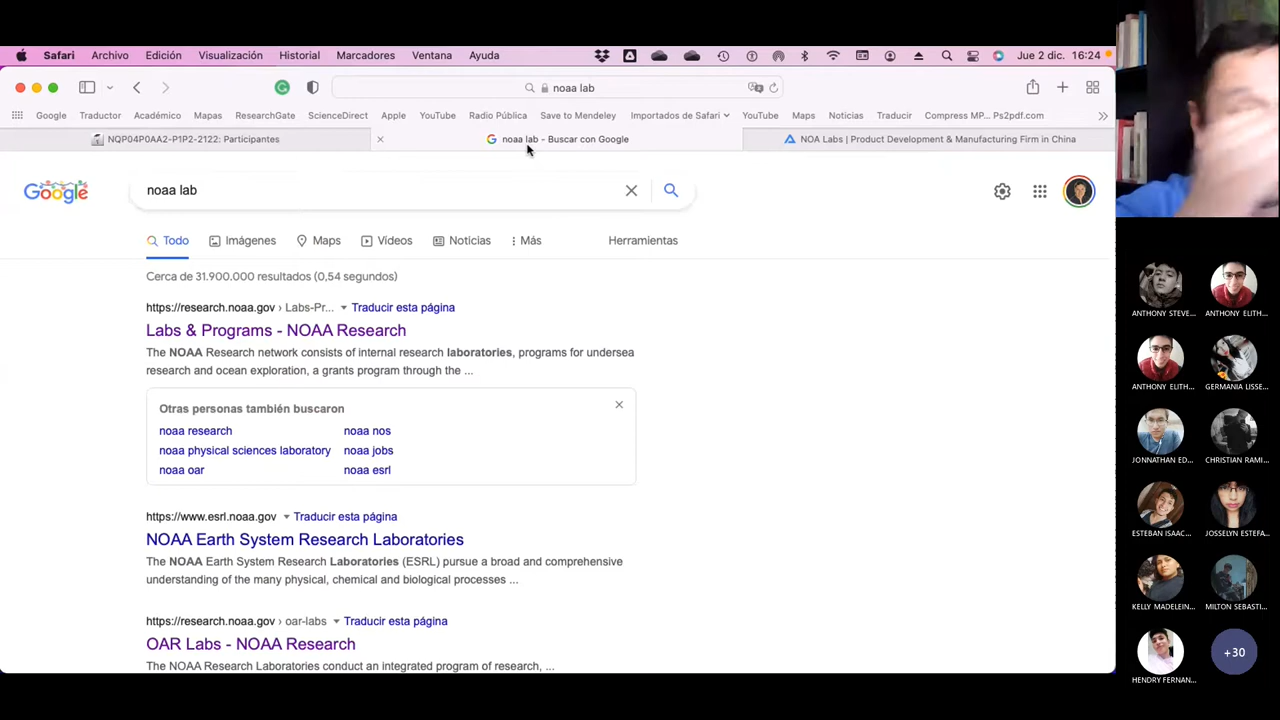 Safari Archivo Edición Visualización Historial Marcadores Ventana Ayuda Jue 2 dic. 16:24
noaa lab
Google Traductor Académico Mapas ResearchGate ScienceDirect Apple YouTube Radio Pública Save to Mendeley Importados de Safari YouTube Maps Noticias Traducir Compress MP... Ps2pdf.com
NQP04P0AA2-P1P2-2122: Participantes
noaa lab - Buscar con Google
NOA Labs | Product Development & Manufacturing Firm in China
Google
noaa lab
Todo Imágenes Maps Vídeos Noticias Más Herramientas
Cerca de 31.900.000 resultados (0,54 segundos)
https://research.noaa.gov › Labs-Pr... Traducir esta página
Labs & Programs - NOAA Research
The NOAA Research network consists of internal research laboratories, programs for undersea
research and ocean exploration, a grants program through the ...
Otras personas también buscaron
noaa research noaa nos
noaa physical sciences laboratory noaa jobs
noaa oar noaa esrl
https://www.esrl.noaa.gov Traducir esta página
NOAA Earth System Research Laboratories
The NOAA Earth System Research Laboratories (ESRL) pursue a broad and comprehensive
understanding of the many physical, chemical and biological processes ...
https://research.noaa.gov › oar-labs Traducir esta página
OAR Labs - NOAA Research
The NOAA Research Laboratories conduct an integrated program of research, ...
ANTHONY STEVE... ANTHONY ELITH...
ANTHONY ELITH... GERMANIA LISSE...
JONNATHAN ED... CHRISTIAN RAMI...
ESTEBAN ISAAC... JOSSELYN ESTEFA...
KELLY MADELEIN... MILTON SEBASTI...
HENDRY FERNAN... +30